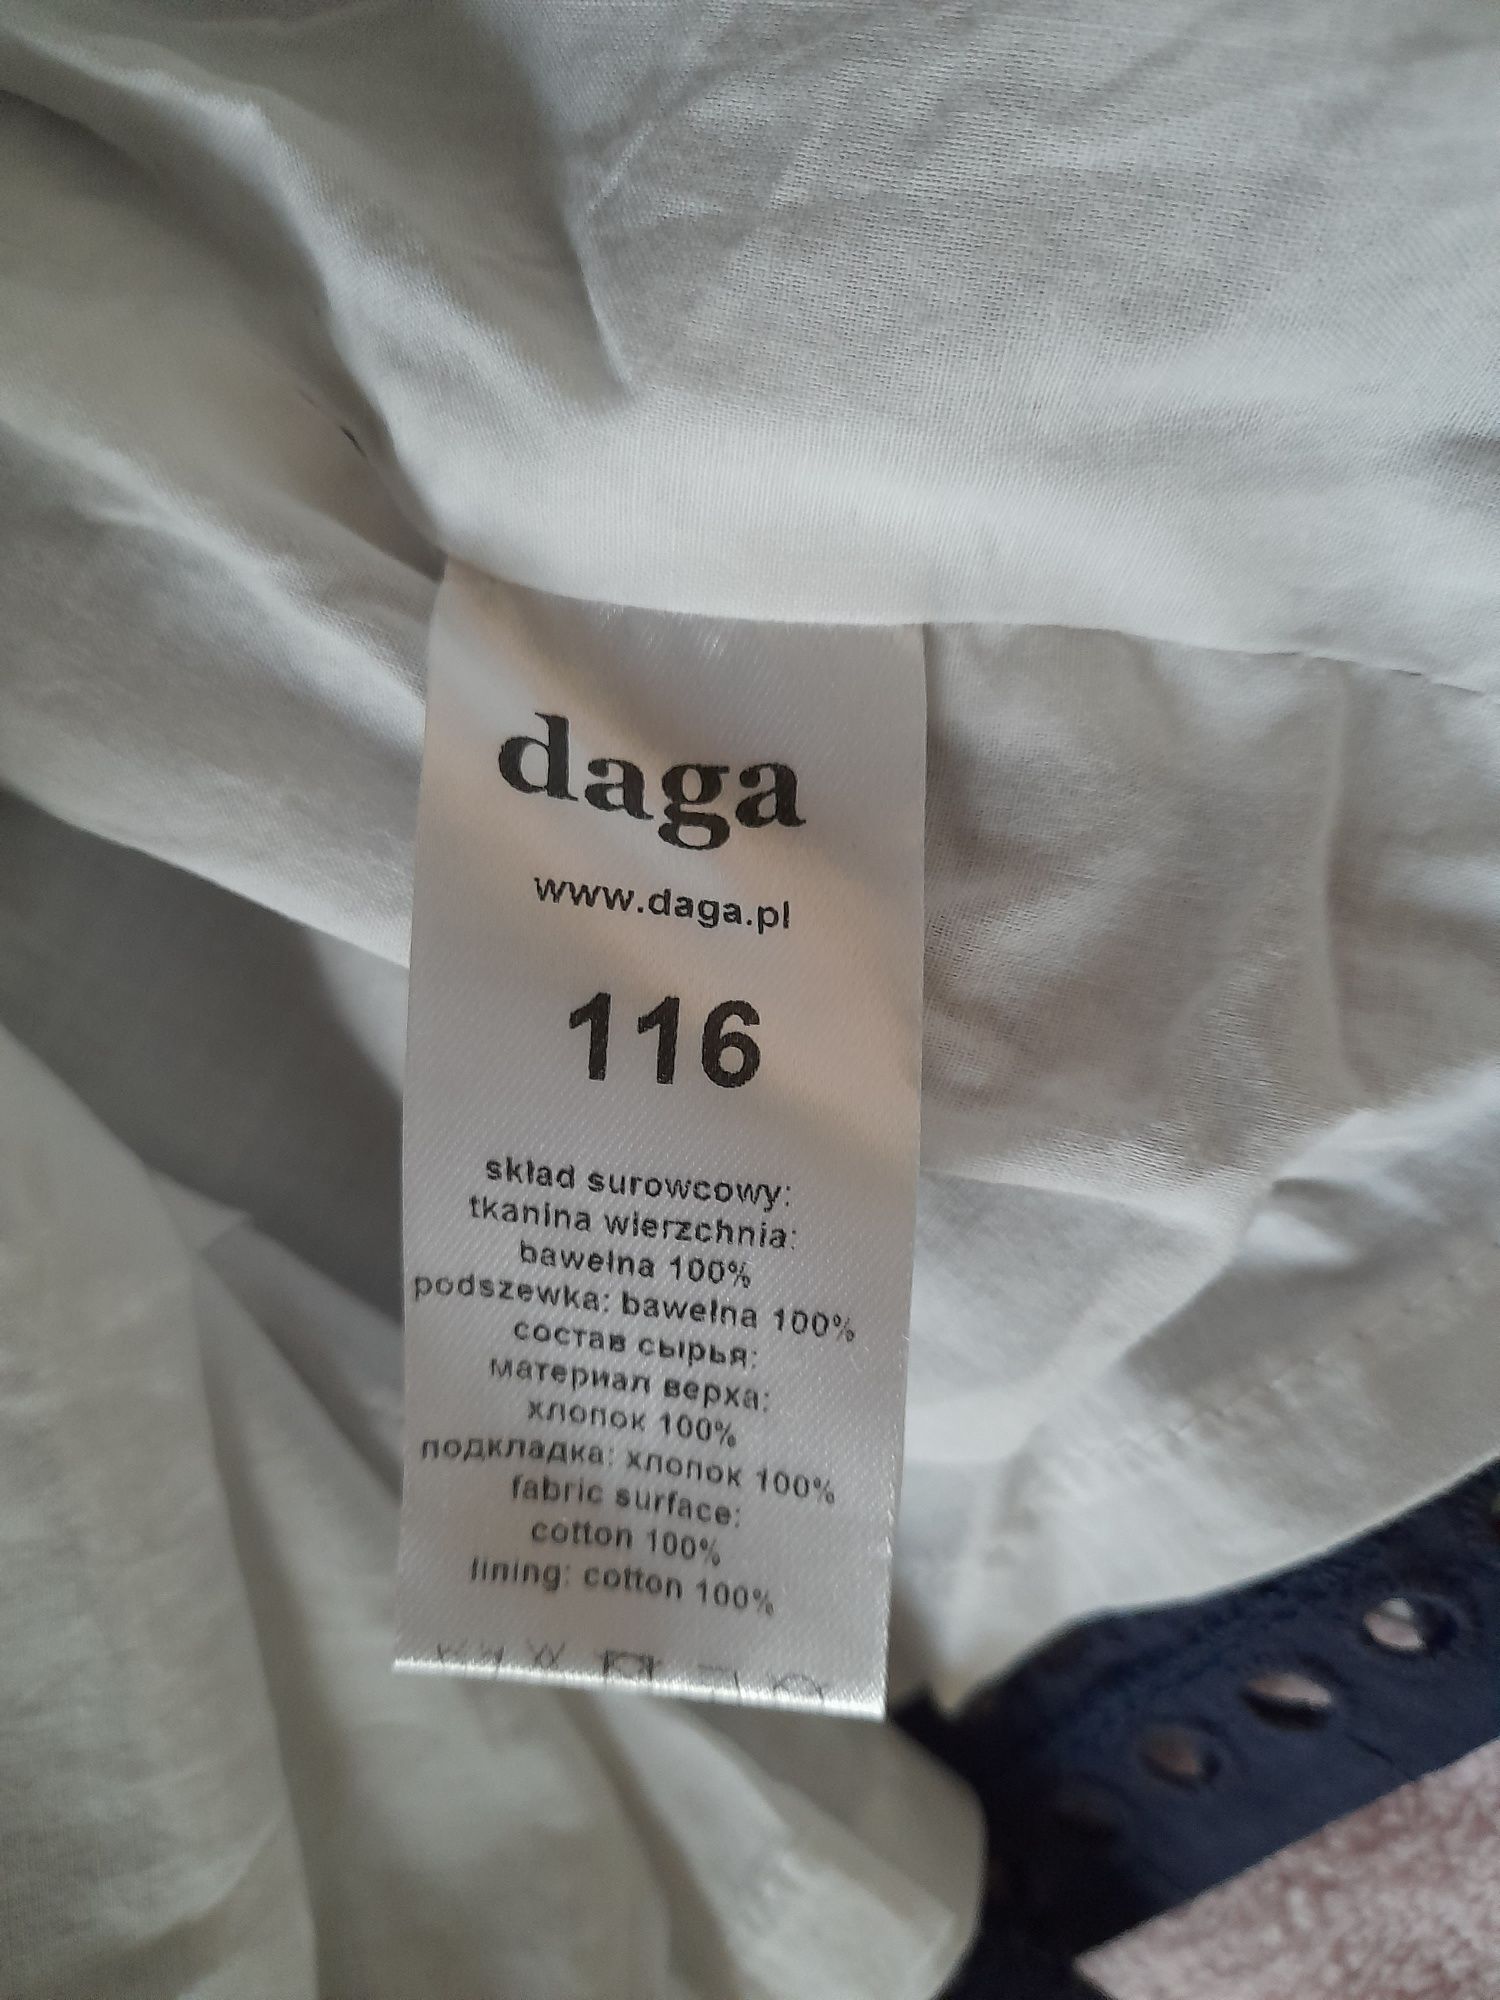 daga
www.daga.pl
116
skład surowcowy:
tkanina wierzchnia:
bawełna 100%
podszewka: bawełna 100%
состав сырья:
материал верха:
хлопок 100%
подкладка: хлопок 100%
fabric surface:
cotton 100%
lining: cotton 100%